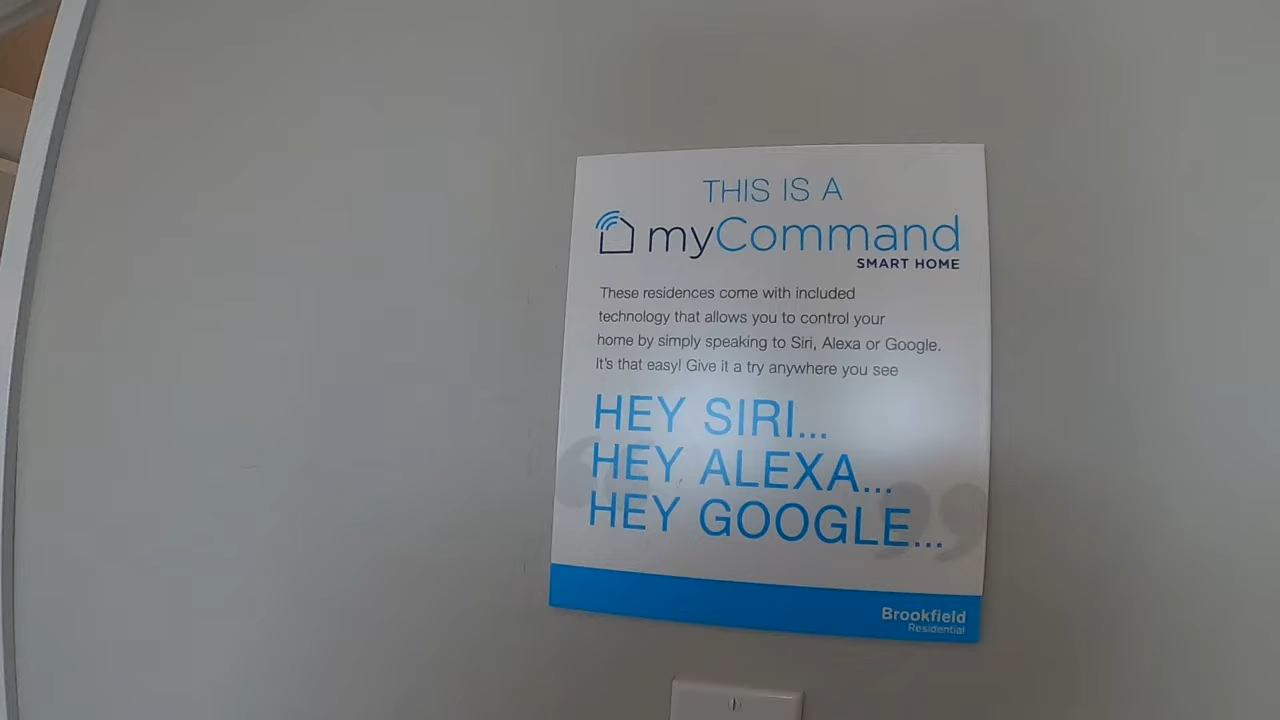 THIS IS A
myCommand
SMART HOME
These residences come with included
technology that allows you to control your
home by simply speaking to Siri, Alexa or Google.
It's that easy! Give it a try anywhere you see
HEY SIRI...
HEY ALEXA...
HEY GOOGLE...
Brookfield
Residential